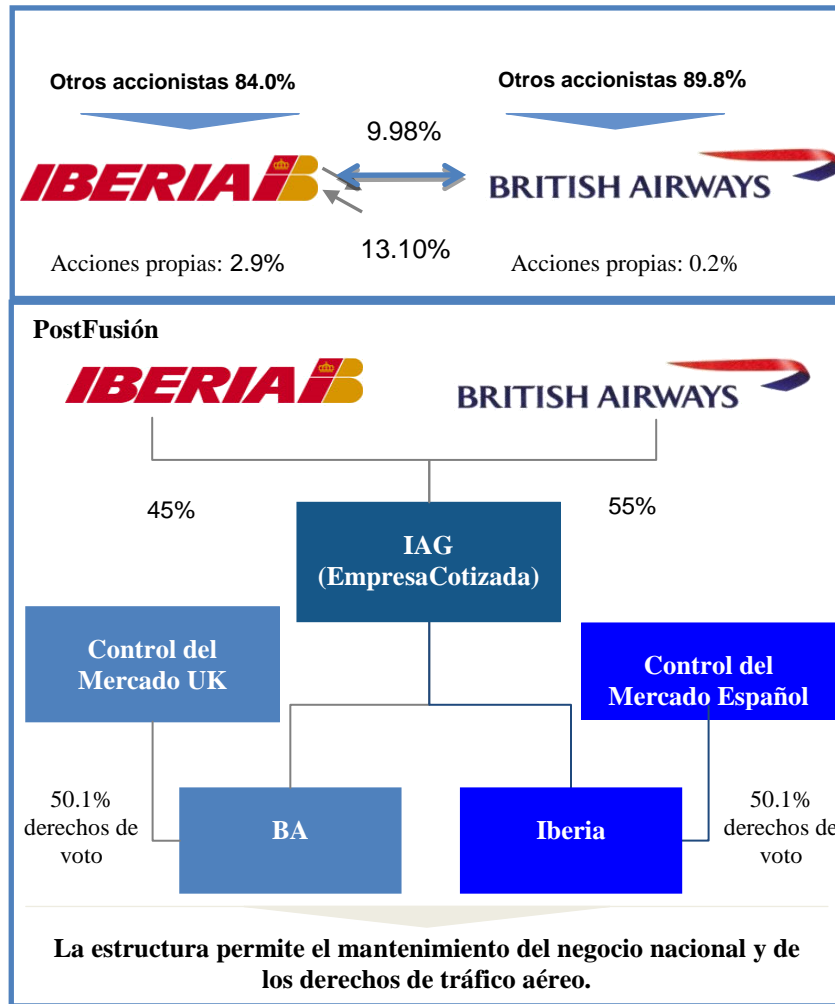 Otros accionistas 84.0%
Otros accionistas 89.8%
9.98%
IBERIA
BRITISH AIRWAYS
13.10%
Acciones propias: 2.9%
Acciones propias: 0.2%
PostFusión
IBERIA
BRITISH AIRWAYS
45%
55%
IAG
(EmpresaCotizada)
Control del
Mercado UK
Control del
Mercado Español
50.1%
derechos de
voto
BA
Iberia
50.1%
derechos de
voto
La estructura permite el mantenimiento del negocio nacional y de
los derechos de tráfico aéreo.